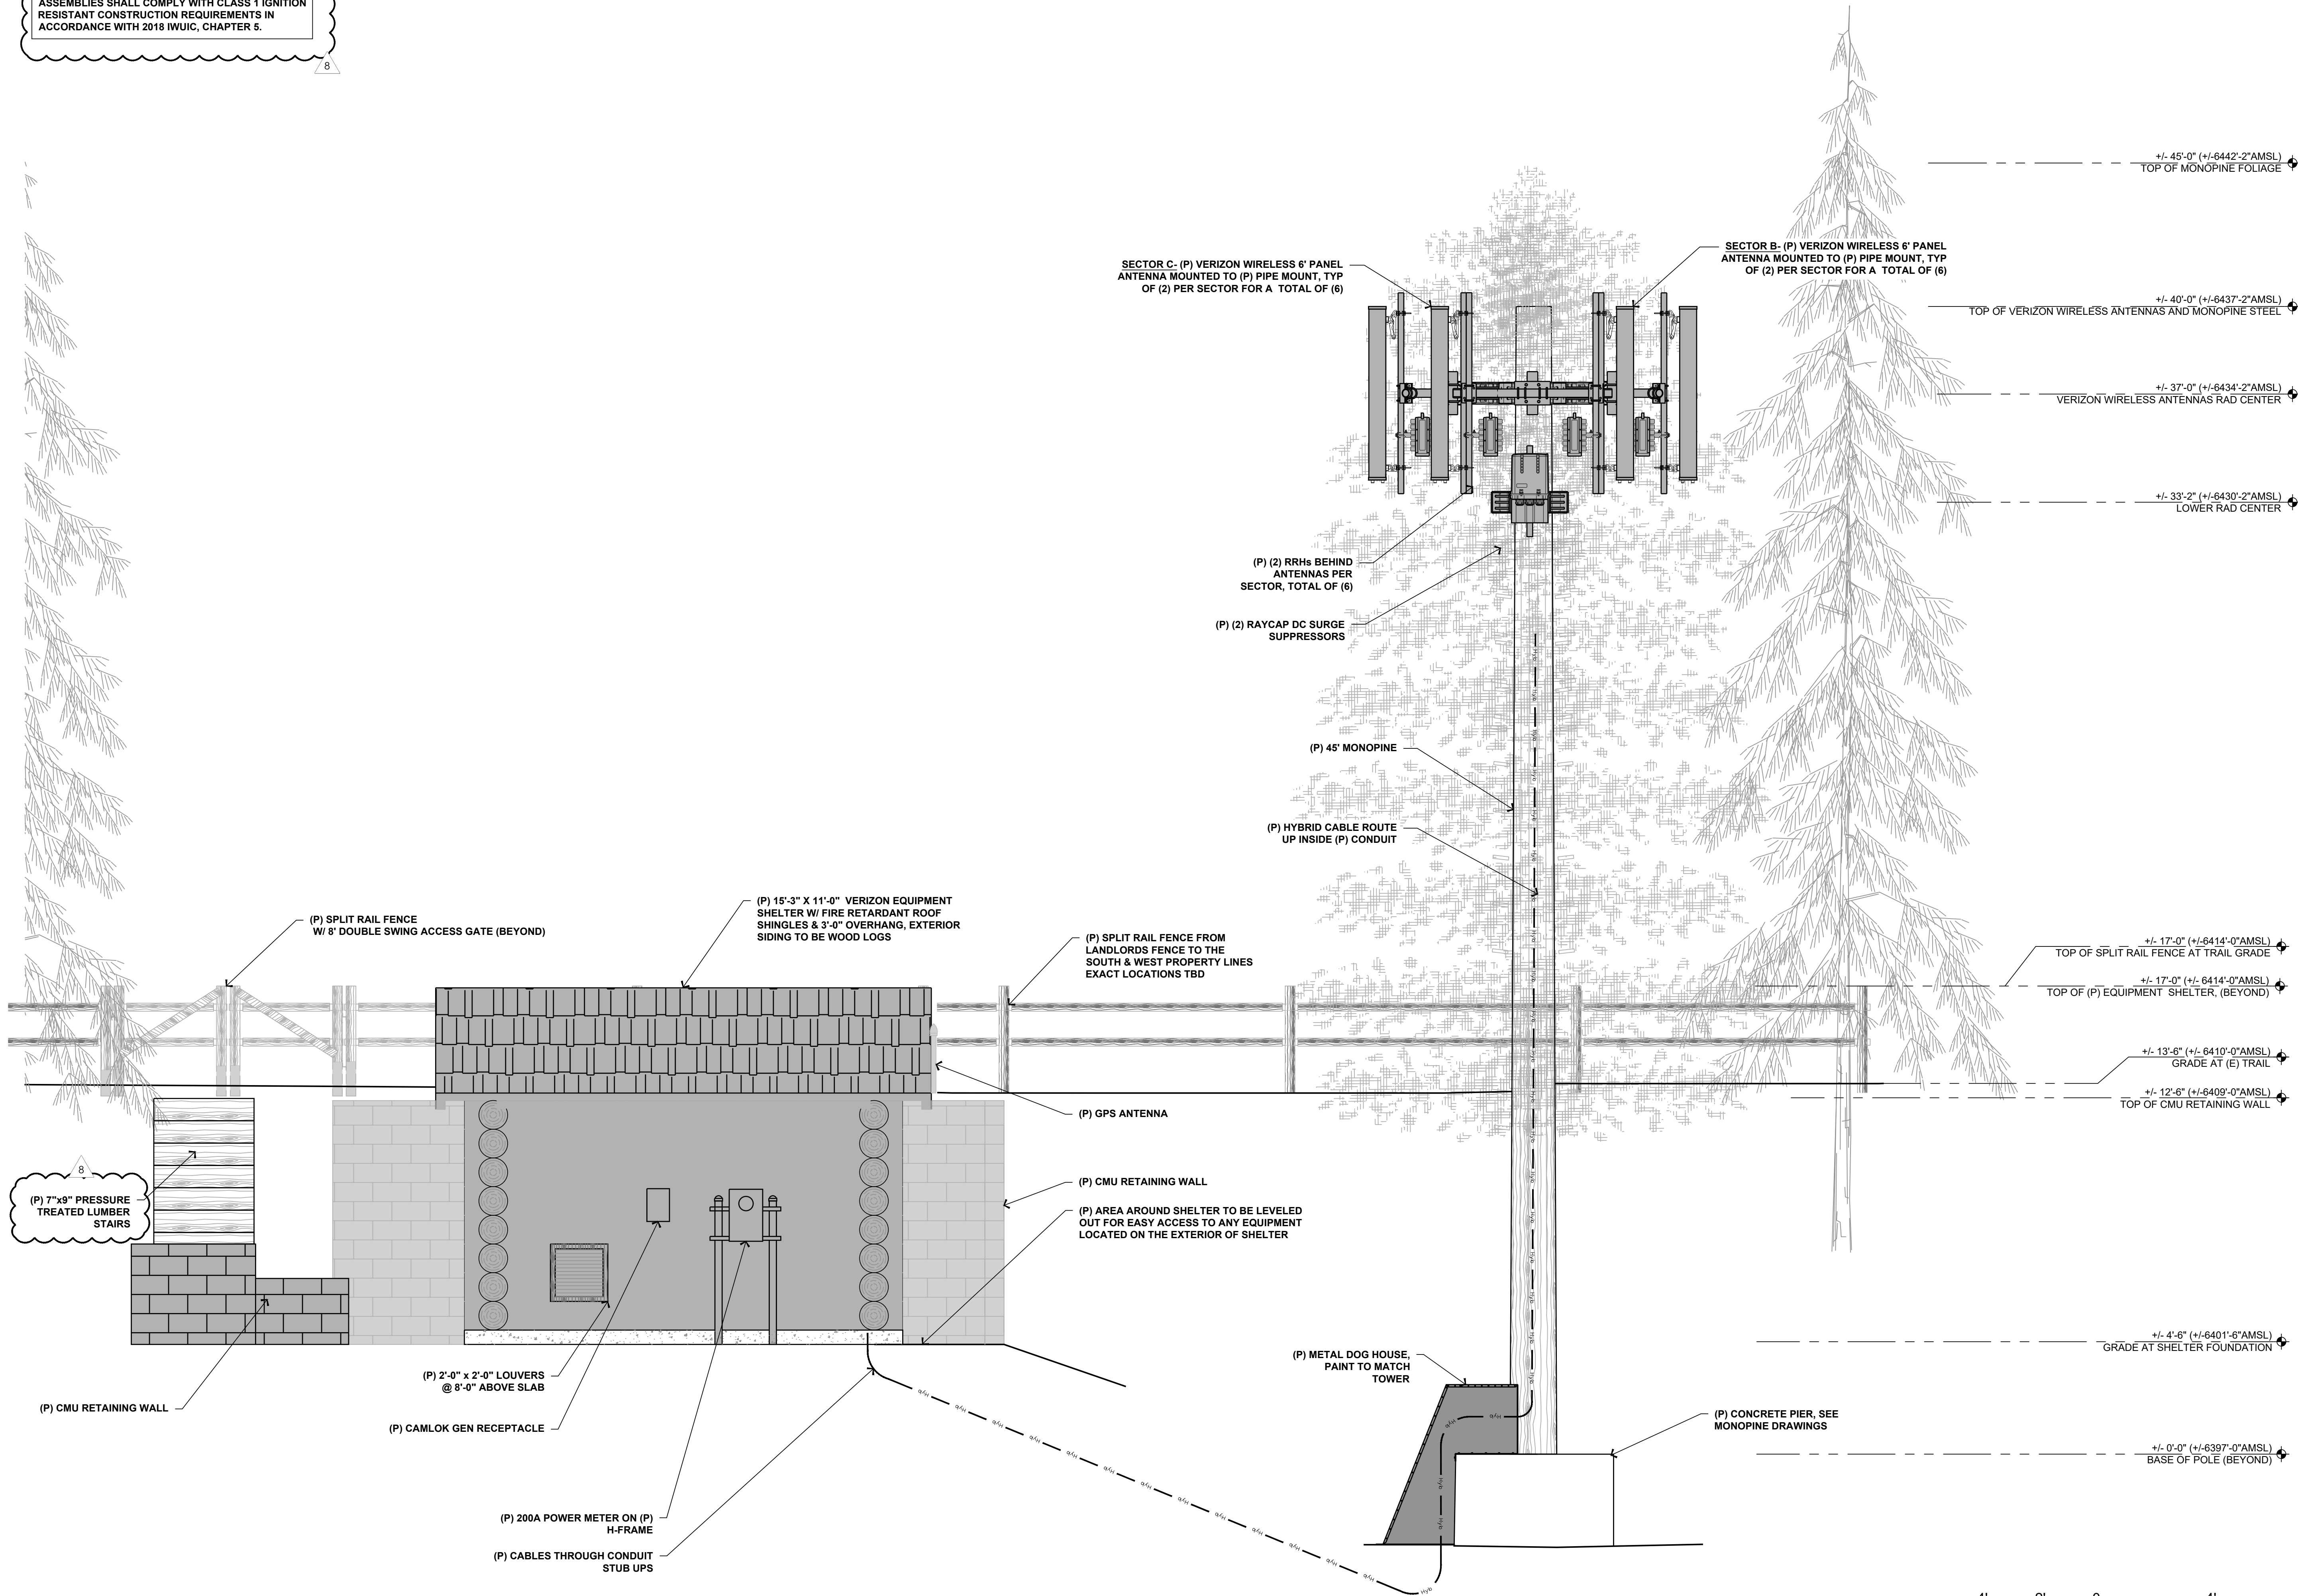 ASSEMBLIES SHALL COMPLY WITH CLASS 1 IGNITION
RESISTANT CONSTRUCTION REQUIREMENTS IN
ACCORDANCE WITH 2018 IWUIC, CHAPTER 5.
8
+/- 45'-0" (+/-6442'-2"AMSL)
TOP OF MONOPINE FOLIAGE
SECTOR C- (P) VERIZON WIRELESS 6' PANEL
ANTENNA MOUNTED TO (P) PIPE MOUNT, TYP
OF (2) PER SECTOR FOR A TOTAL OF (6)
SECTOR B- (P) VERIZON WIRELESS 6' PANEL
ANTENNA MOUNTED TO (P) PIPE MOUNT, TYP
OF (2) PER SECTOR FOR A TOTAL OF (6)
+/- 40'-0" (+/-6437'-2"AMSL)
TOP OF VERIZON WIRELESS ANTENNAS AND MONOPINE STEEL
+/- 37'-0" (+/-6434'-2"AMSL)
VERIZON WIRELESS ANTENNAS RAD CENTER
+/- 33'-2" (+/-6430'-2"AMSL)
LOWER RAD CENTER
(P) (2) RRHs BEHIND
ANTENNAS PER
SECTOR, TOTAL OF (6)
(P) (2) RAYCAP DC SURGE
SUPPRESSORS
(P) 45' MONOPINE
(P) HYBRID CABLE ROUTE
UP INSIDE (P) CONDUIT
(P) SPLIT RAIL FENCE
W/ 8' DOUBLE SWING ACCESS GATE (BEYOND)
(P) 15'-3" X 11'-0" VERIZON EQUIPMENT
SHELTER W/ FIRE RETARDANT ROOF
SHINGLES & 3'-0" OVERHANG, EXTERIOR
SIDING TO BE WOOD LOGS
(P) SPLIT RAIL FENCE FROM
LANDLORDS FENCE TO THE
SOUTH & WEST PROPERTY LINES
EXACT LOCATIONS TBD
+/- 17'-0" (+/-6414'-0"AMSL)
TOP OF SPLIT RAIL FENCE AT TRAIL GRADE
+/- 17'-0" (+/- 6414'-0"AMSL)
TOP OF (P) EQUIPMENT SHELTER, (BEYOND)
+/- 13'-6" (+/- 6410'-0"AMSL)
GRADE AT (E) TRAIL
+/- 12'-6" (+/-6409'-0"AMSL)
TOP OF CMU RETAINING WALL
(P) GPS ANTENNA
8
(P) 7"x9" PRESSURE
TREATED LUMBER
STAIRS
(P) CMU RETAINING WALL
(P) AREA AROUND SHELTER TO BE LEVELED
OUT FOR EASY ACCESS TO ANY EQUIPMENT
LOCATED ON THE EXTERIOR OF SHELTER
+/- 4'-6" (+/-6401'-6"AMSL)
GRADE AT SHELTER FOUNDATION
(P) METAL DOG HOUSE,
PAINT TO MATCH
TOWER
(P) 2'-0" x 2'-0" LOUVERS
@ 8'-0" ABOVE SLAB
(P) CMU RETAINING WALL
(P) CAMLOK GEN RECEPTACLE
(P) CONCRETE PIER, SEE
MONOPINE DRAWINGS
+/- 0'-0" (+/-6397'-0"AMSL)
BASE OF POLE (BEYOND)
(P) 200A POWER METER ON (P)
H-FRAME
(P) CABLES THROUGH CONDUIT
STUB UPS
Hyb